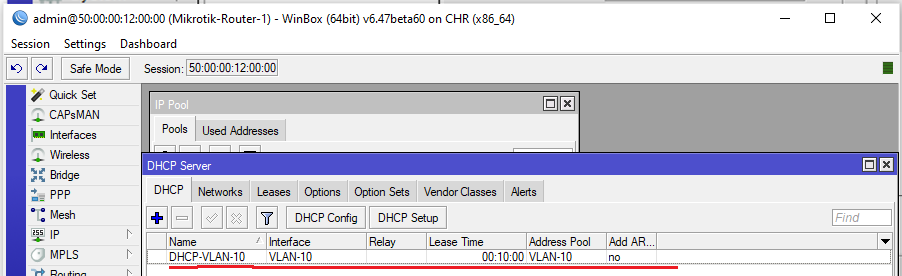 admin@50:00:00:12:00:00 (Mikrotik-Router-1) - WinBox (64bit) v6.47beta60 on CHR (x86_64)
Session Settings Dashboard
Safe Mode Session: 50:00:00:12:00:00
Quick Set
CAPsMAN
Interfaces
Wireless
Bridge
PPP
Mesh
IP
MPLS
Routing
IP Pool
Pools Used Addresses
DHCP Server
DHCP Networks Leases Options Option Sets Vendor Classes Alerts
DHCP Config DHCP Setup Find
Name Interface Relay Lease Time Address Pool Add AR...
DHCP-VLAN-10 VLAN-10 00:10:00 VLAN-10 no